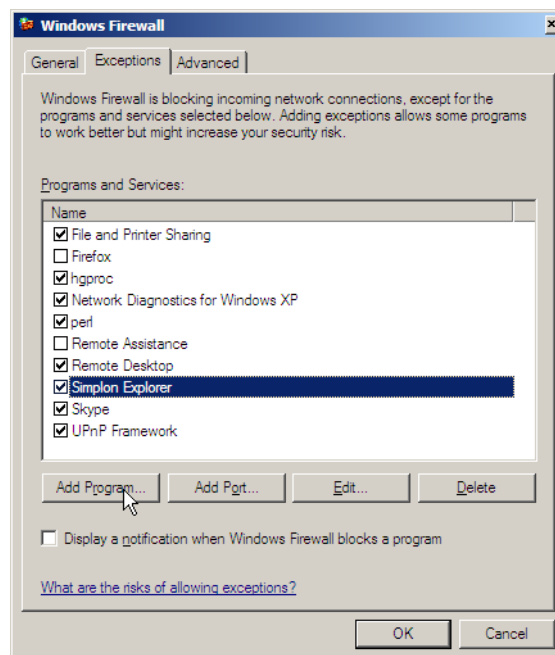 Windows Firewall
General Exceptions Advanced
Windows Firewall is blocking incoming network connections, except for the
programs and services selected below. Adding exceptions allows some programs
to work better but might increase your security risk.
Programs and Services:
Name
File and Printer Sharing
Firefox
hgproc
Network Diagnostics for Windows XP
perl
Remote Assistance
Remote Desktop
Simplon Explorer
Skype
UPnP Framework
Add Program... Add Port... Edit... Delete
Display a notification when Windows Firewall blocks a program
What are the risks of allowing exceptions?
OK Cancel